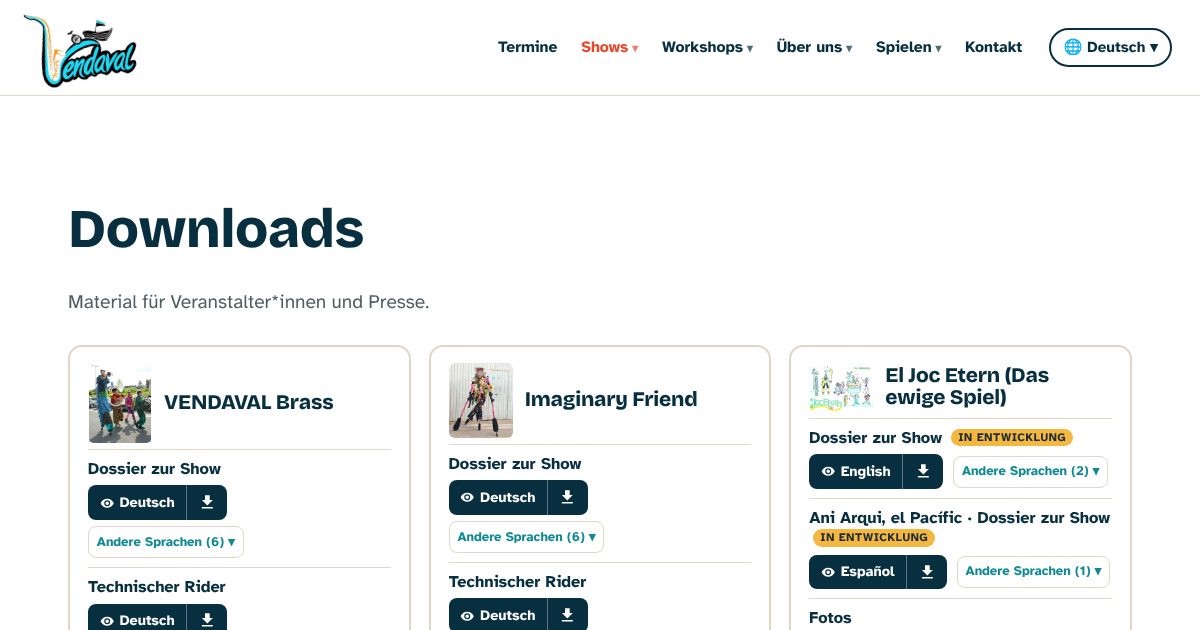 Vendaval
Termine Shows ▾ Workshops ▾ Über uns ▾ Spielen ▾ Kontakt 🌐 Deutsch ▾
Downloads
Material für Veranstalter*innen und Presse.
VENDAVAL Brass
Dossier zur Show
Deutsch
Andere Sprachen (6) ▾
Technischer Rider
Deutsch
Imaginary Friend
Dossier zur Show
Deutsch
Andere Sprachen (6) ▾
Technischer Rider
Deutsch
El Joc Etern (Das
ewige Spiel)
Dossier zur Show IN ENTWICKLUNG
English Andere Sprachen (2) ▾
Ani Arqui, el Pacífic · Dossier zur Show
IN ENTWICKLUNG
Español Andere Sprachen (1) ▾
Fotos